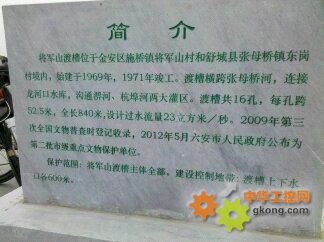 简 介
将军山渡槽位于金安区施桥镇将军山村和舒城县张母桥镇东岗
村境内，始建于1969年，1971年竣工。渡槽横跨张母桥河，连接
龙河口水库，沟通淠河、杭埠河两大灌区。渡槽共16孔，每孔跨
52.5米，全长840米，设计过水流量23立方米／秒。2009年第三
次全国文物普查时登记收录，2012年5月六安市人民政府公布为
第二批市级重点文物保护单位。
保护范围：将军山渡槽主体全部。建设控制地带：渡槽上下水
口各600米。
中华工控网
gkong.com